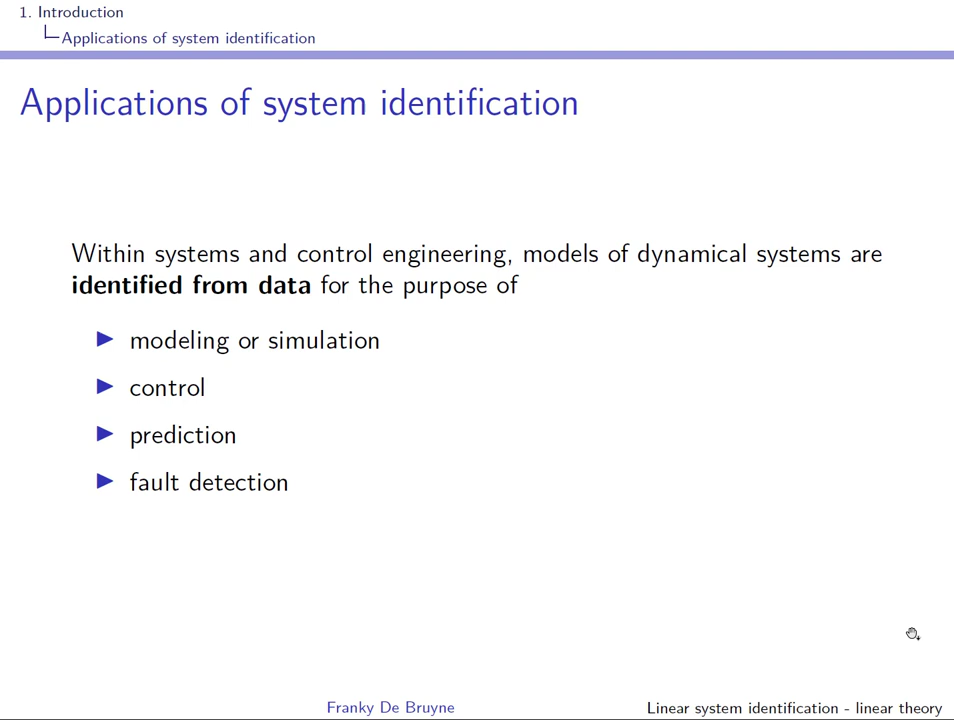 1. Introduction
Applications of system identification
Applications of system identification
Within systems and control engineering, models of dynamical systems are
identified from data for the purpose of
modeling or simulation
control
prediction
fault detection
Franky De Bruyne
Linear system identification - linear theory